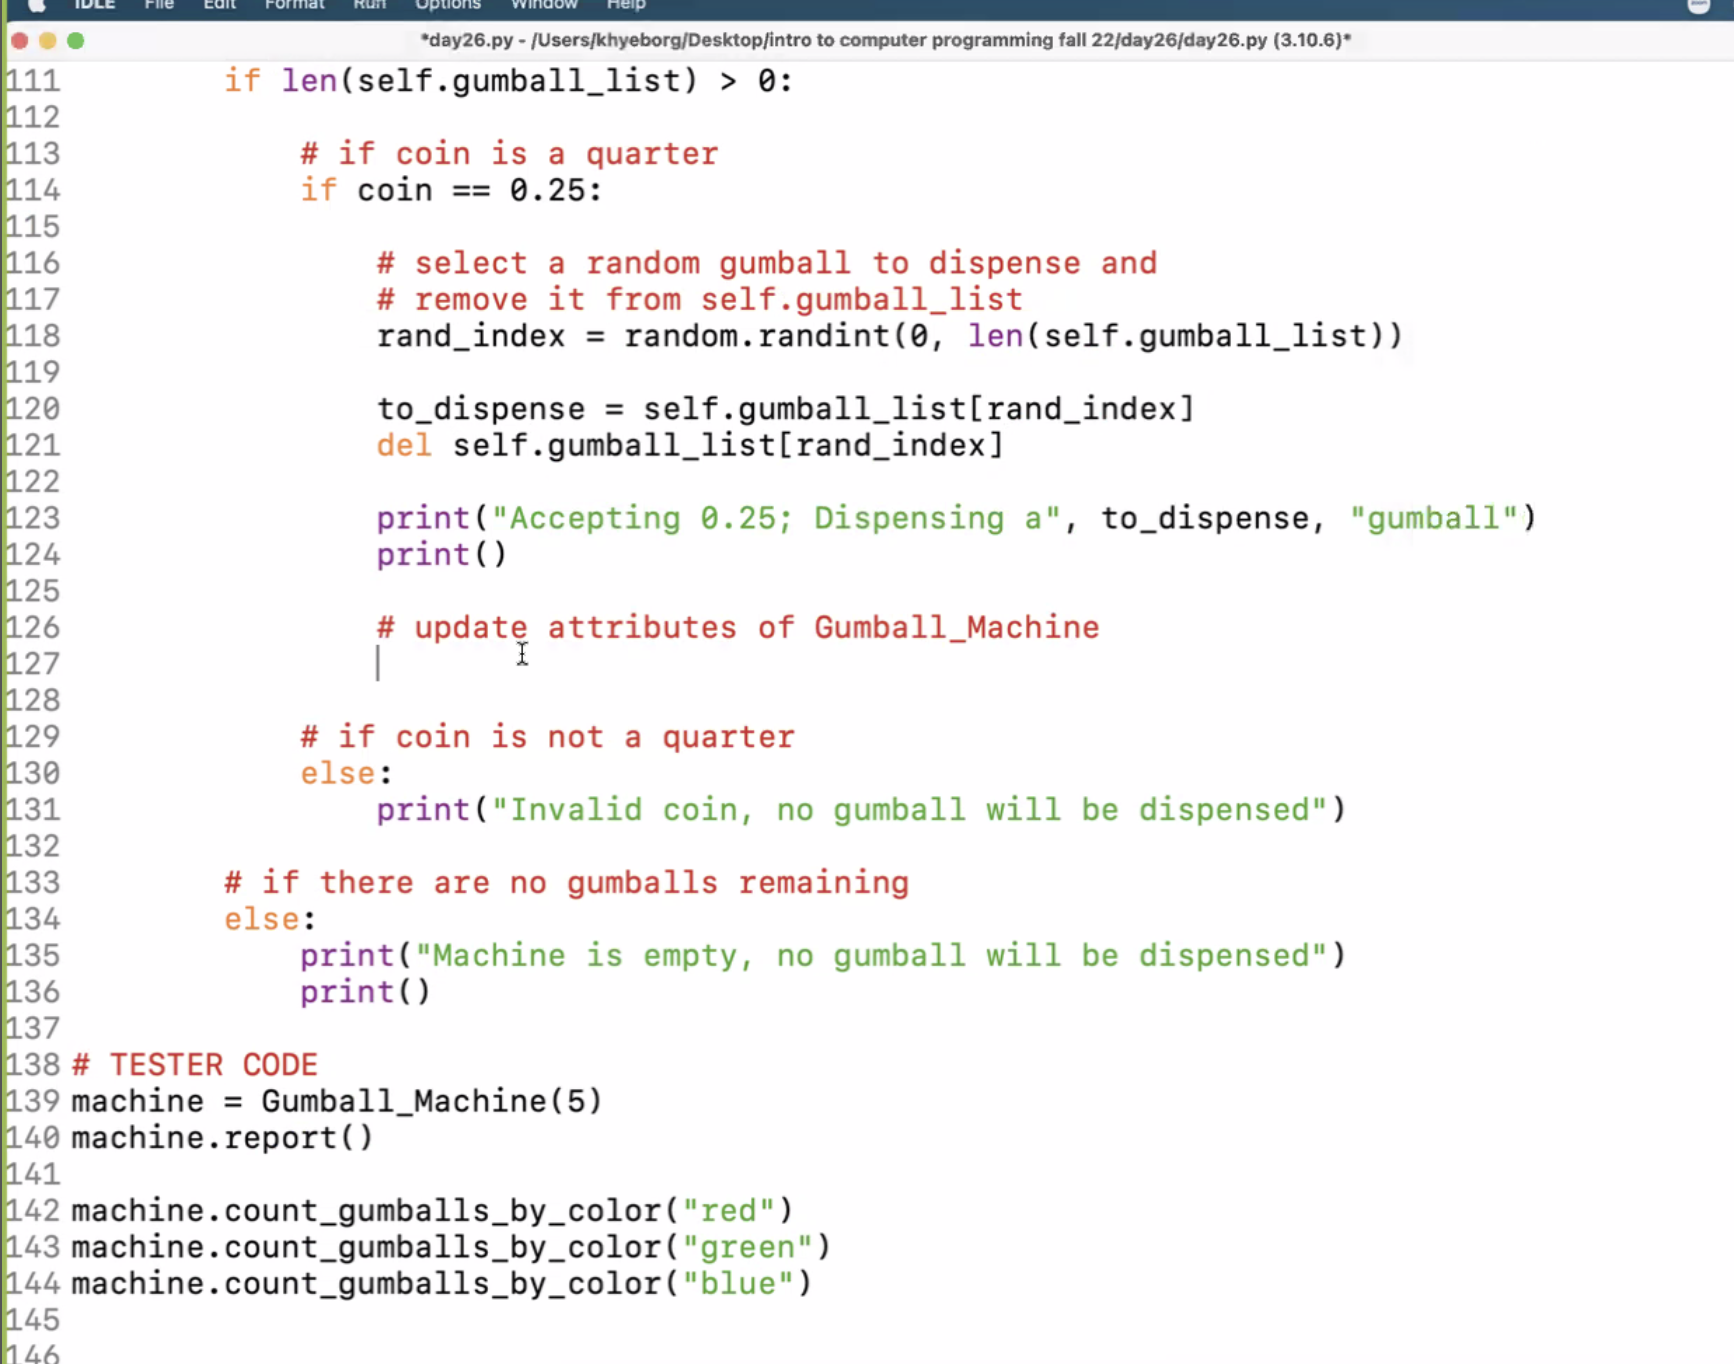 IDLE File Edit Format Run Options Window Help
*day26.py - /Users/khyeborg/Desktop/intro to computer programming fall 22/day26/day26.py (3.10.6)*
111 if len(self.gumball_list) > 0:
112
113 # if coin is a quarter
114 if coin == 0.25:
115
116 # select a random gumball to dispense and
117 # remove it from self.gumball_list
118 rand_index = random.randint(0, len(self.gumball_list))
119
120 to_dispense = self.gumball_list[rand_index]
121 del self.gumball_list[rand_index]
122
123 print("Accepting 0.25; Dispensing a", to_dispense, "gumball")
124 print()
125
126 # update attributes of Gumball_Machine
127
128
129 # if coin is not a quarter
130 else:
131 print("Invalid coin, no gumball will be dispensed")
132
133 # if there are no gumballs remaining
134 else:
135 print("Machine is empty, no gumball will be dispensed")
136 print()
137
138 # TESTER CODE
139 machine = Gumball_Machine(5)
140 machine.report()
141
142 machine.count_gumballs_by_color("red")
143 machine.count_gumballs_by_color("green")
144 machine.count_gumballs_by_color("blue")
145
146